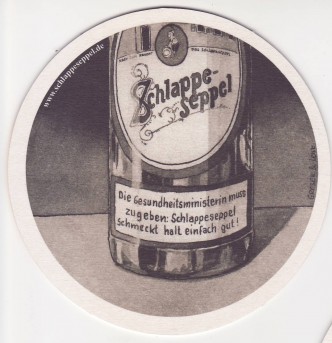 www.schlappeseppel.de
Schlappe-
Seppel
Die Gesundheitsministerin muss
zugeben: Schlappeseppel
schmeckt halt einfach gut!